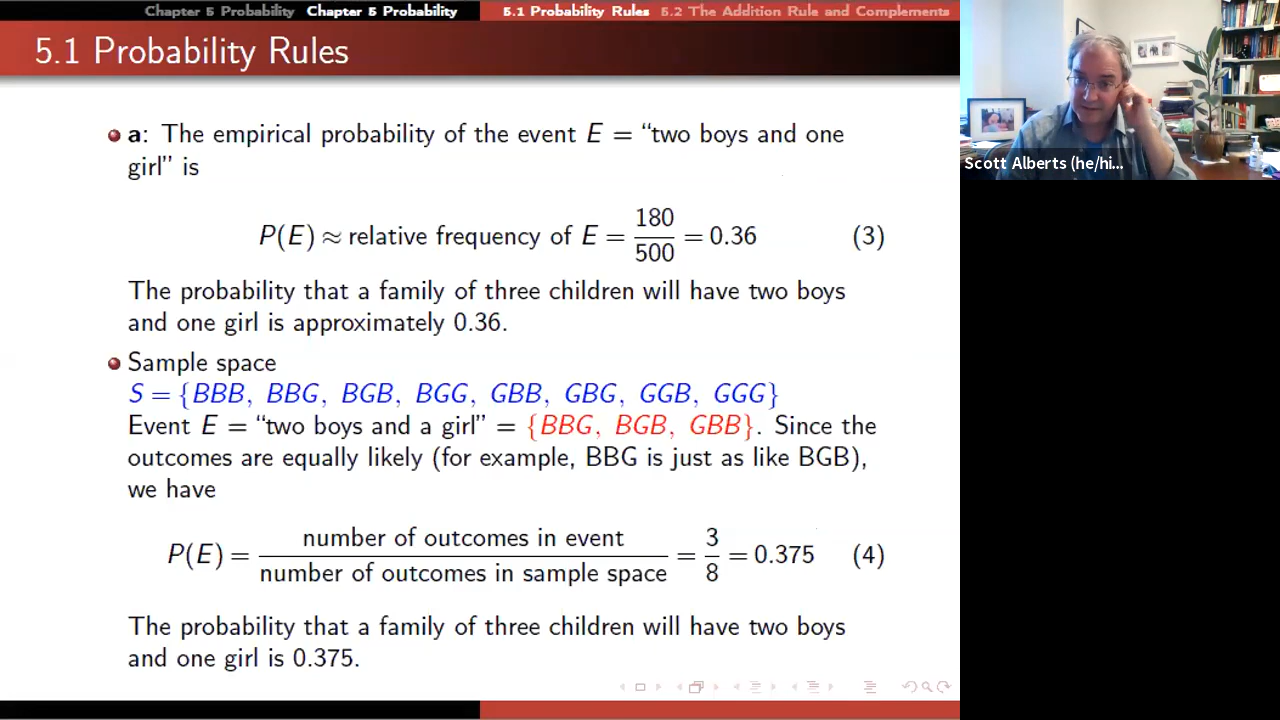 Chapter 5 Probability Chapter 5 Probability 5.1 Probability Rules 5.2 The Addition Rule and Complements
5.1 Probability Rules
a: The empirical probability of the event E = “two boys and one
girl” is
P(E) ≈ relative frequency of E = 180/500 = 0.36 (3)
The probability that a family of three children will have two boys
and one girl is approximately 0.36.
Sample space
S = {BBB, BBG, BGB, BGG, GBB, GBG, GGB, GGG}
Event E = “two boys and a girl” = {BBG, BGB, GBB}. Since the
outcomes are equally likely (for example, BBG is just as like BGB),
we have
P(E) = number of outcomes in event / number of outcomes in sample space = 3/8 = 0.375 (4)
The probability that a family of three children will have two boys
and one girl is 0.375.
Scott Alberts (he/hi...